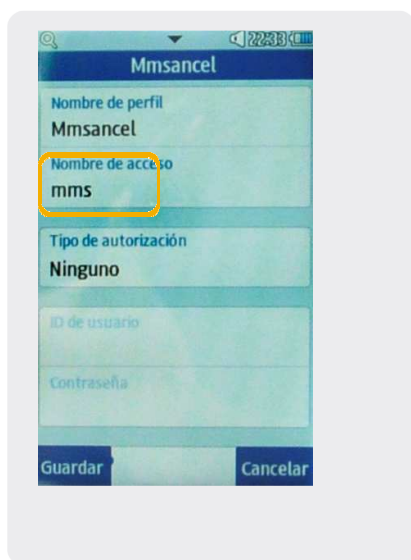 22:33
Mmsancel
Nombre de perfil
Mmsancel
Nombre de acceso
mms
Tipo de autorización
Ninguno
ID de usuario
Contraseña
Guardar
Cancelar